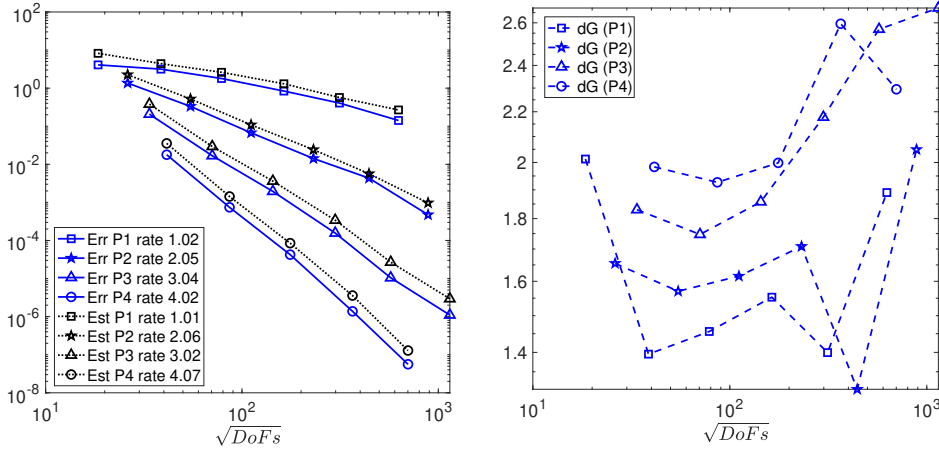 10^2
10^0
10^-2
10^-4
10^-6
10^-8
Err P1 rate 1.02
Err P2 rate 2.05
Err P3 rate 3.04
Err P4 rate 4.02
Est P1 rate 1.01
Est P2 rate 2.06
Est P3 rate 3.02
Est P4 rate 4.07
10^1
10^2
10^3
√DoFs
2.6
2.4
2.2
2
1.8
1.6
1.4
dG (P1)
dG (P2)
dG (P3)
dG (P4)
10^1
10^2
10^3
√DoFs